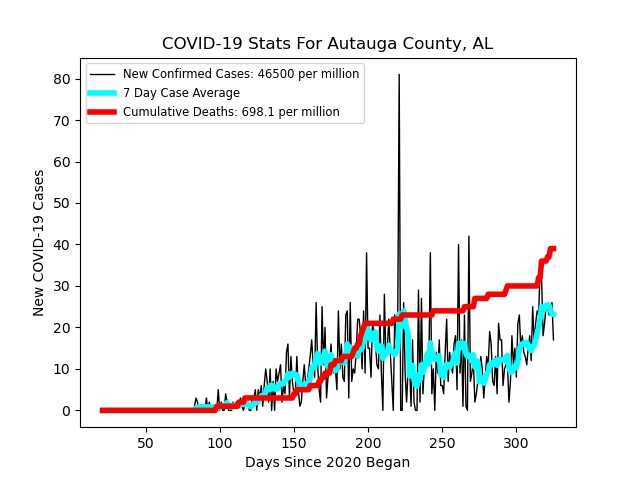 COVID-19 Stats For Autauga County, AL
New Confirmed Cases: 46500 per million
7 Day Case Average
Cumulative Deaths: 698.1 per million
New COVID-19 Cases
80
70
60
50
40
30
20
10
0
50 100 150 200 250 300
Days Since 2020 Began